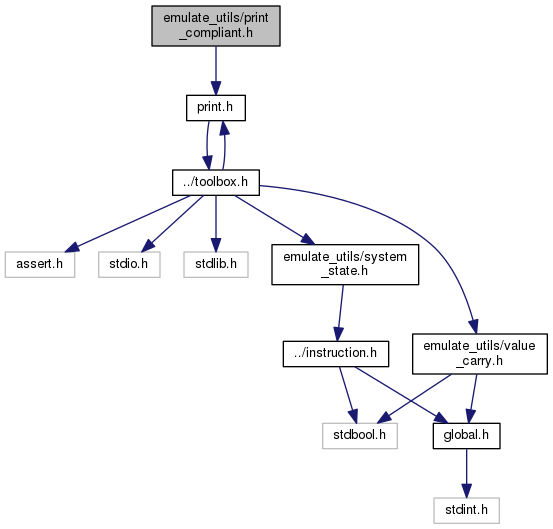 emulate_utils/print
_compliant.h
print.h
../toolbox.h
assert.h
stdio.h
stdlib.h
emulate_utils/system
_state.h
../instruction.h
emulate_utils/value
_carry.h
stdbool.h
global.h
stdint.h